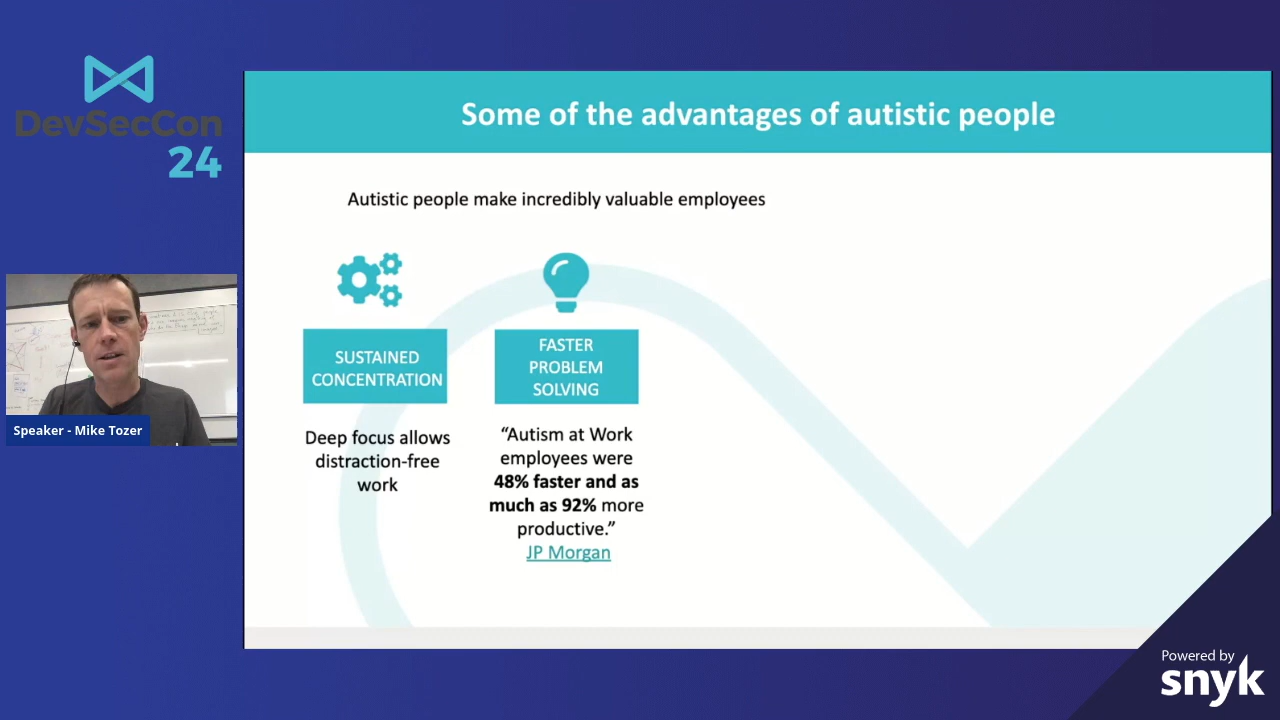 DevSecCon
24
Some of the advantages of autistic people
Autistic people make incredibly valuable employees
SUSTAINED
CONCENTRATION
Deep focus allows
distraction-free
work
FASTER
PROBLEM
SOLVING
“Autism at Work
employees were
48% faster and as
much as 92% more
productive.”
JP Morgan
Speaker - Mike Tozer
Powered by
snyk